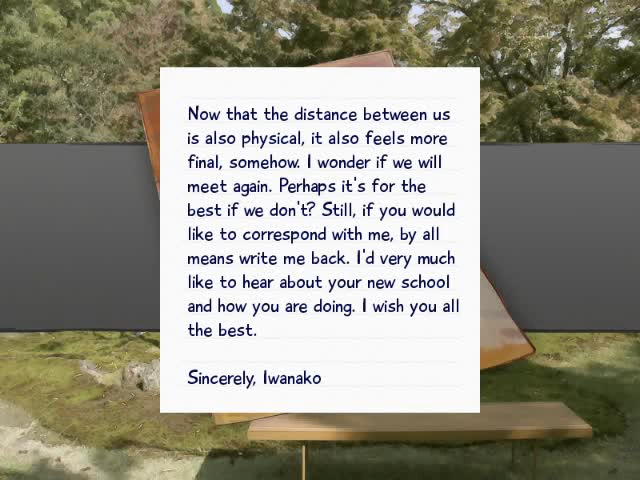 Now that the distance between us
is also physical, it also feels more
final, somehow. I wonder if we will
meet again. Perhaps it's for the
best if we don't? Still, if you would
like to correspond with me, by all
means write me back. I'd very much
like to hear about your new school
and how you are doing. I wish you all
the best.
Sincerely, Iwanako